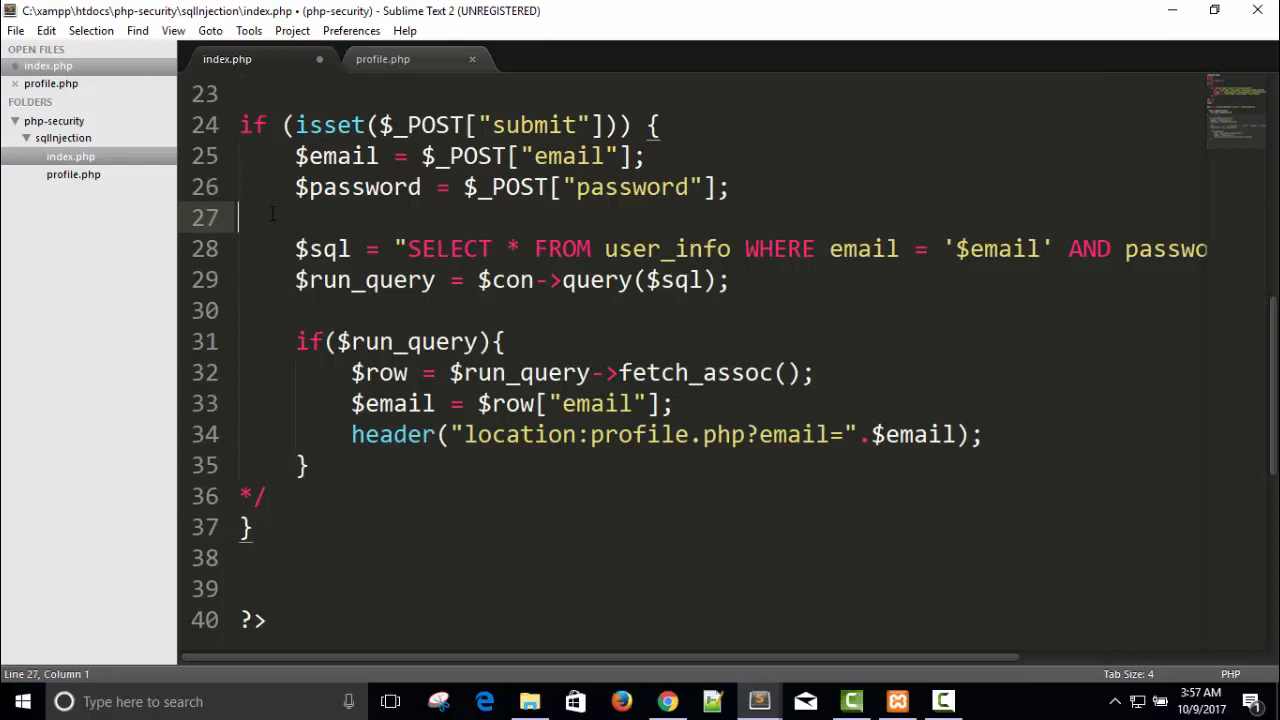 C:\xampp\htdocs\php-security\sqlInjection\index.php • (php-security) - Sublime Text 2 (UNREGISTERED)
File Edit Selection Find View Goto Tools Project Preferences Help
OPEN FILES
index.php
profile.php
FOLDERS
php-security
sqlInjection
index.php
profile.php
index.php profile.php
23
24 if (isset($_POST["submit"])) {
25 $email = $_POST["email"];
26 $password = $_POST["password"];
27
28 $sql = "SELECT * FROM user_info WHERE email = '$email' AND passwo
29 $run_query = $con->query($sql);
30
31 if($run_query){
32 $row = $run_query->fetch_assoc();
33 $email = $row["email"];
34 header("location:profile.php?email=".$email);
35 }
36 */
37 }
38
39
40 ?>
Line 27, Column 1 Tab Size: 4 PHP
Type here to search
3:57 AM
10/9/2017